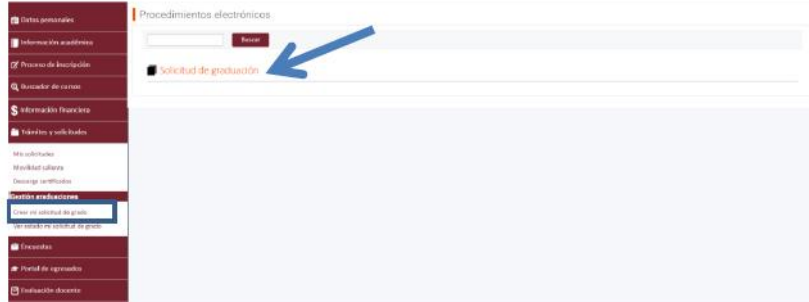 Datos personales
Información académica
Proceso de inscripción
Buscador de cursos
Información financiera
Trámites y solicitudes
Mis solicitudes
Movilidad saliente
Descarga certificados
Gestión graduaciones
Crear mi solicitud de grado
Ver estado mi solicitud de grado
Encuestas
Portal de egresados
Evaluación docente
Procedimientos electrónicos
Buscar
Solicitud de graduación